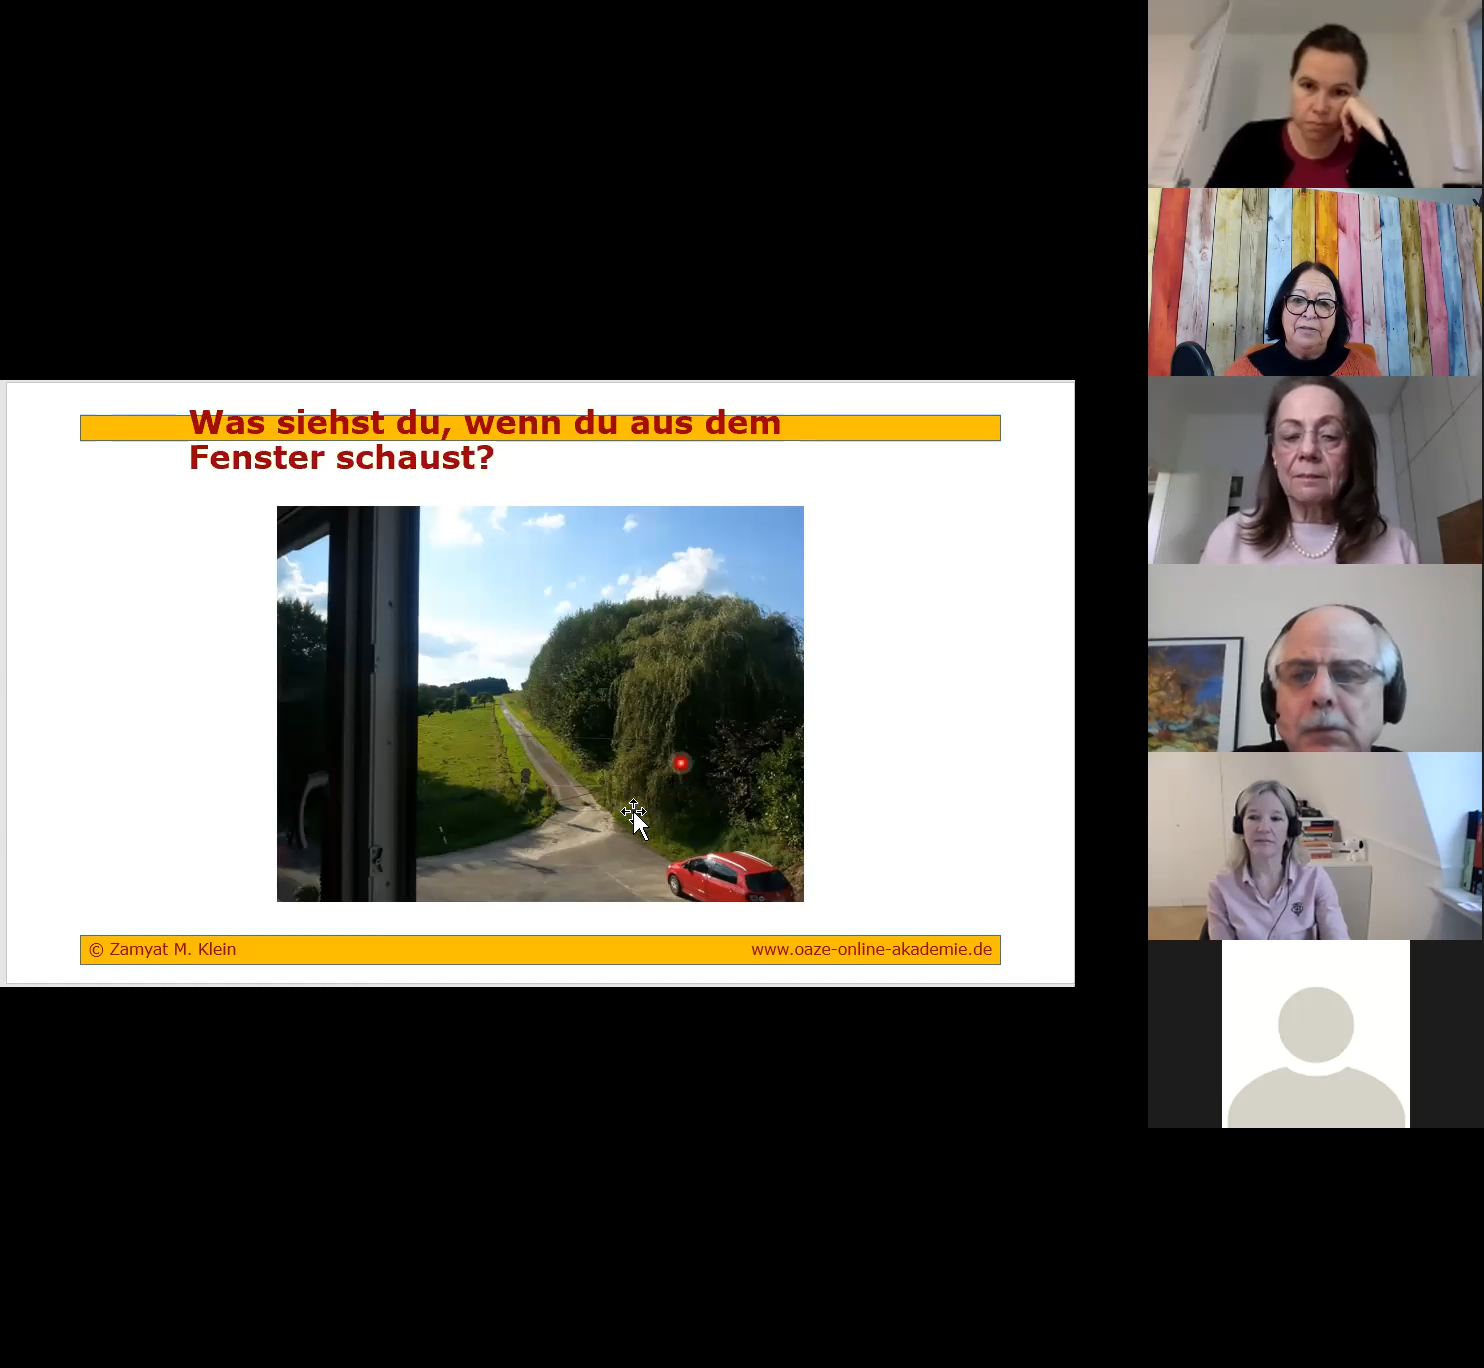 Was siehst du, wenn du aus dem
Fenster schaust?
© Zamyat M. Klein
www.oaze-online-akademie.de